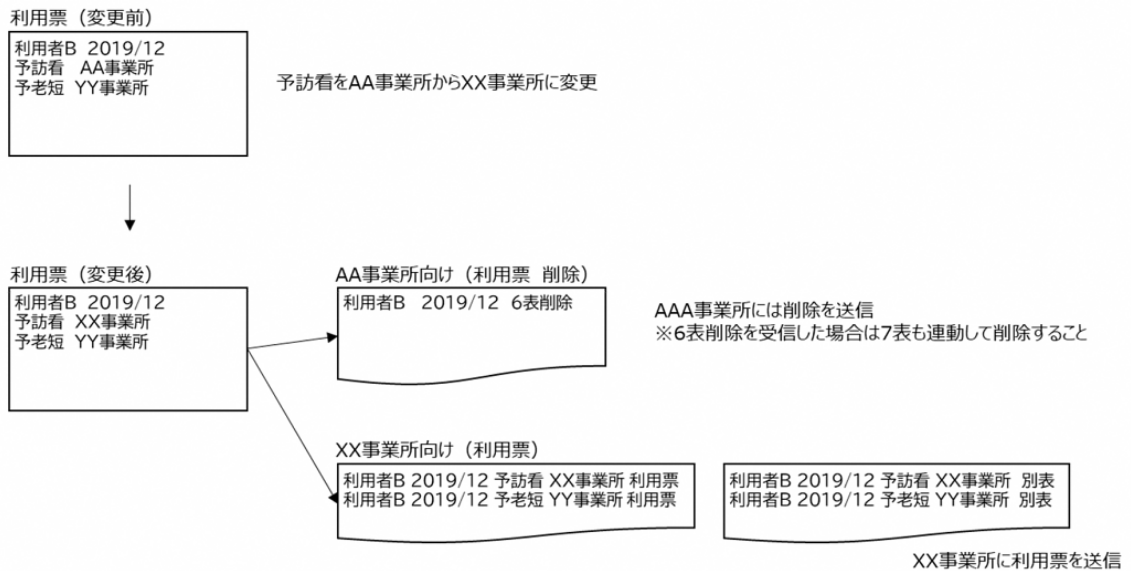 利用票（変更前）
利用者B 2019/12
予訪看 AA事業所
予老短 YY事業所
予訪看をAA事業所からXX事業所に変更
利用票（変更後）
利用者B 2019/12
予訪看 XX事業所
予老短 YY事業所
AA事業所向け（利用票 削除）
利用者B 2019/12 6表削除
AAA事業所には削除を送信
※6表削除を受信した場合は7表も連動して削除すること
XX事業所向け（利用票）
利用者B 2019/12 予訪看 XX事業所 利用票
利用者B 2019/12 予老短 YY事業所 利用票
利用者B 2019/12 予訪看 XX事業所 別表
利用者B 2019/12 予老短 YY事業所 別表
XX事業所に利用票を送信